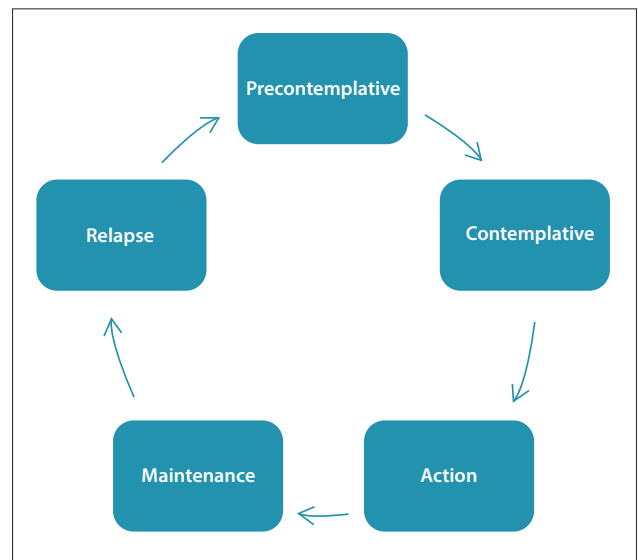 Precontemplative
Contemplative
Action
Maintenance
Relapse